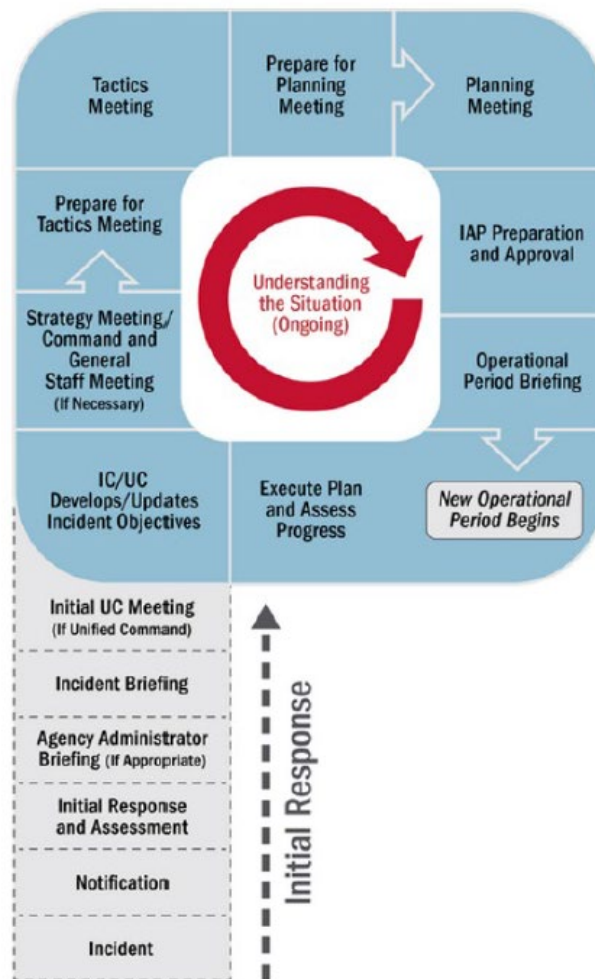 Tactics
Meeting
Prepare for
Planning
Meeting
Planning
Meeting
Prepare for
Tactics Meeting
Understanding
the Situation
(Ongoing)
IAP Preparation
and Approval
Strategy Meeting/
Command and
General
Staff Meeting
(If Necessary)
Operational
Period Briefing
IC/UC
Develops/Updates
Incident Objectives
Execute Plan
and Assess
Progress
New Operational
Period Begins
Initial UC Meeting
(If Unified Command)
Incident Briefing
Agency Administrator
Briefing (If Appropriate)
Initial Response
and Assessment
Notification
Incident
Initial Response